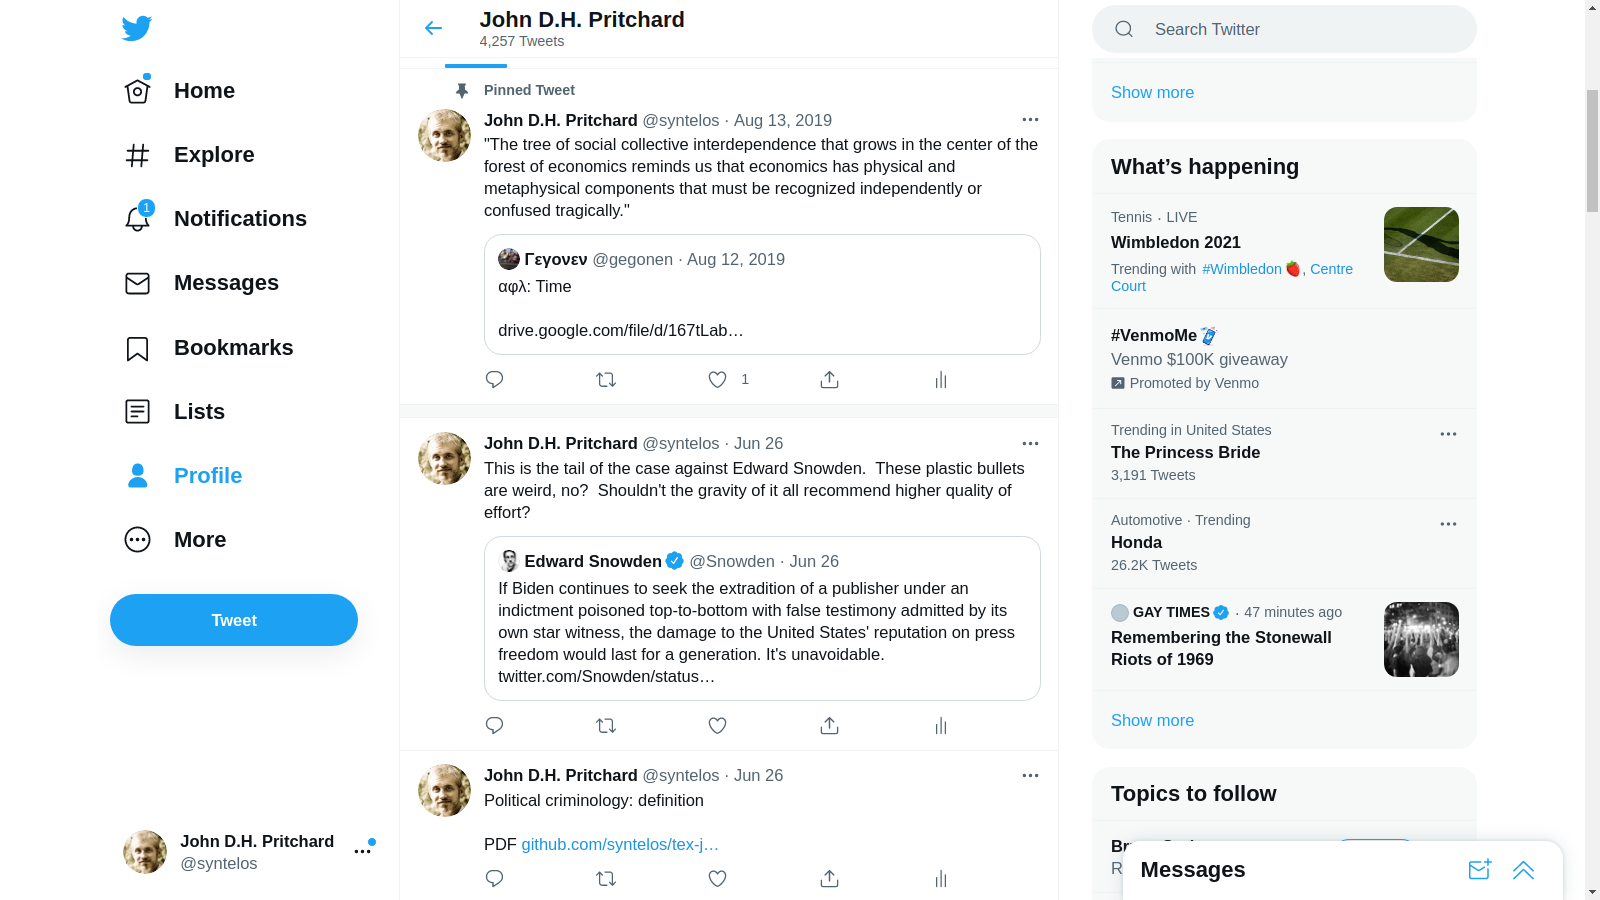 Home
Explore
1
Notifications
Messages
Bookmarks
Lists
Profile
More
Tweet
John D.H. Pritchard
@syntelos
John D.H. Pritchard
4,257 Tweets
Pinned Tweet
John D.H. Pritchard @syntelos · Aug 13, 2019
"The tree of social collective interdependence that grows in the center of the
forest of economics reminds us that economics has physical and
metaphysical components that must be recognized independently or
confused tragically."
Γεγονεν @gegonen · Aug 12, 2019
αφλ: Time
drive.google.com/file/d/167tLab…
1
John D.H. Pritchard @syntelos · Jun 26
This is the tail of the case against Edward Snowden.  These plastic bullets
are weird, no?  Shouldn't the gravity of it all recommend higher quality of
effort?
Edward Snowden @Snowden · Jun 26
If Biden continues to seek the extradition of a publisher under an
indictment poisoned top-to-bottom with false testimony admitted by its
own star witness, the damage to the United States' reputation on press
freedom would last for a generation. It's unavoidable.
twitter.com/Snowden/status…
John D.H. Pritchard @syntelos · Jun 26
Political criminology: definition
PDF github.com/syntelos/tex-j…
Search Twitter
Show more
What’s happening
Tennis · LIVE
Wimbledon 2021
Trending with #Wimbledon🍓, Centre
Court
#VenmoMe
Venmo $100K giveaway
Promoted by Venmo
Trending in United States
The Princess Bride
3,191 Tweets
Automotive · Trending
Honda
26.2K Tweets
GAY TIMES · 47 minutes ago
Remembering the Stonewall
Riots of 1969
Show more
Topics to follow
Messages